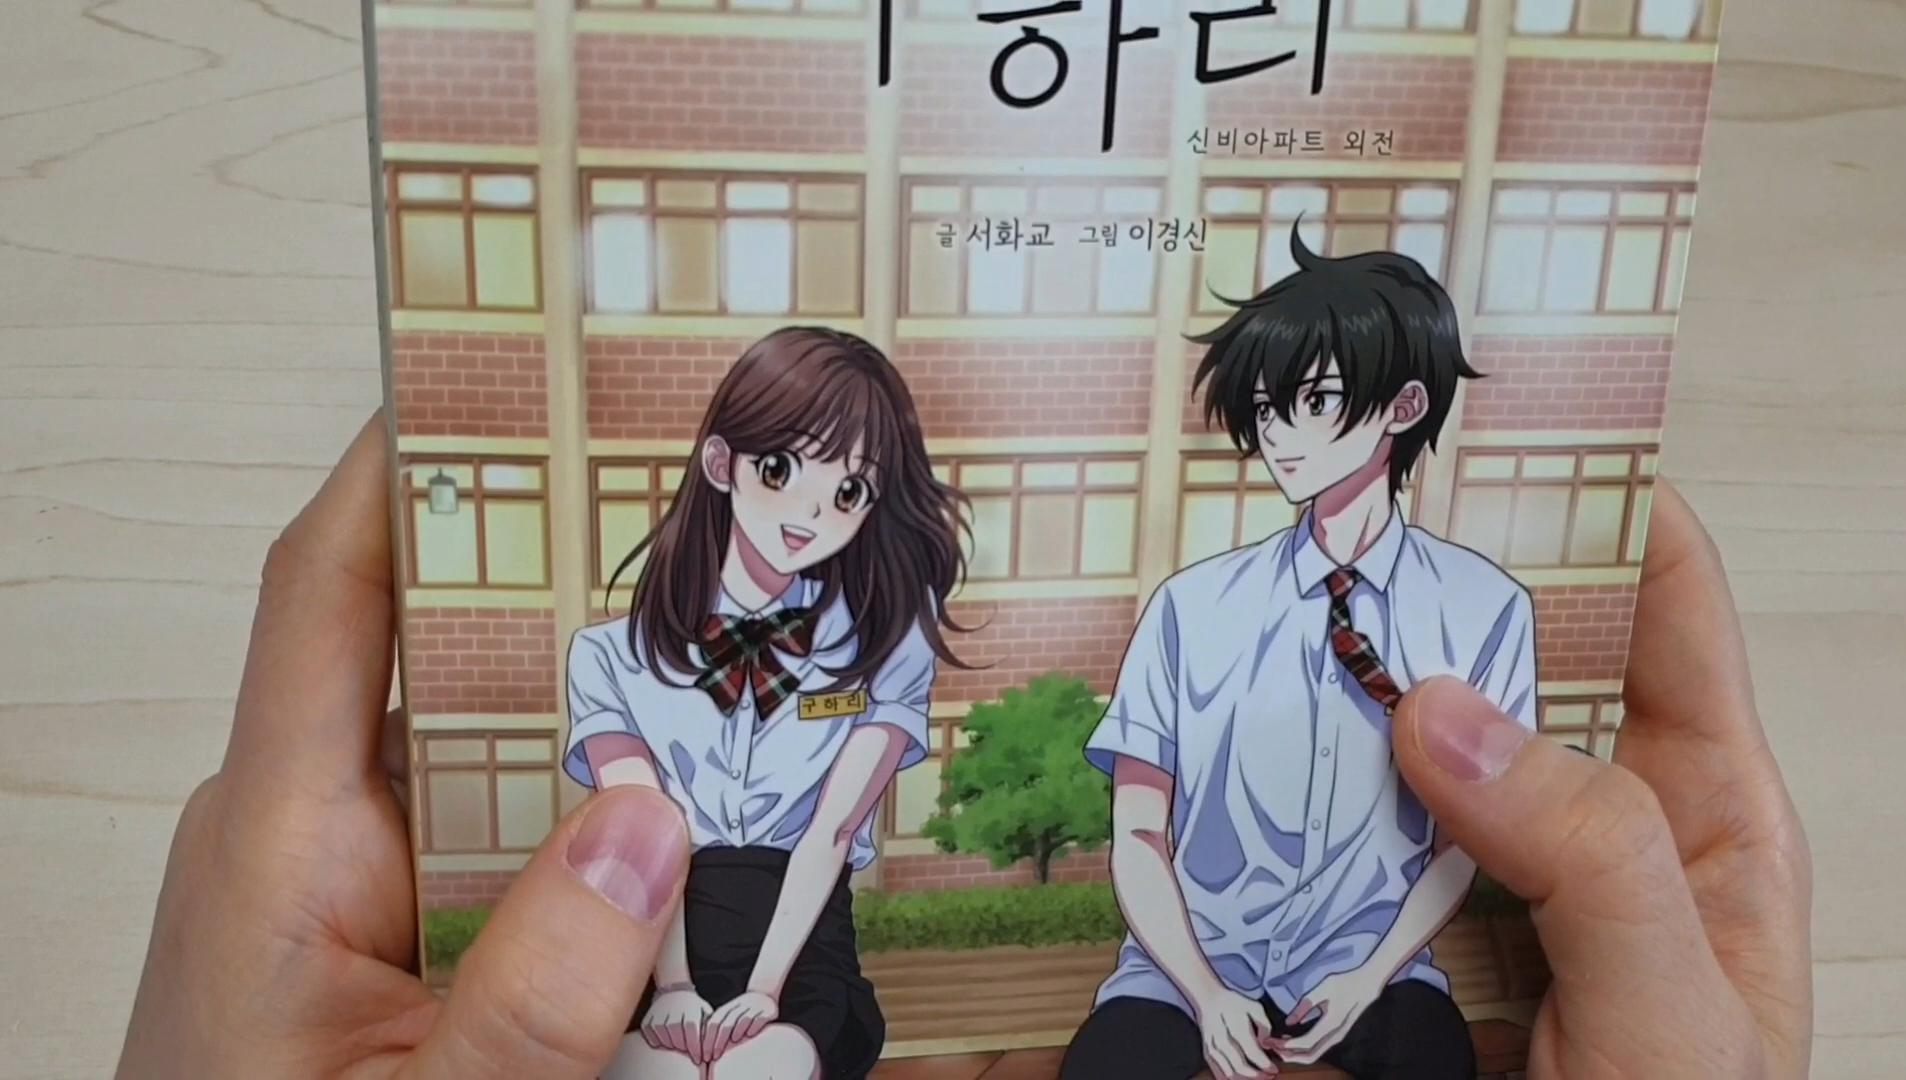 하리
신비아파트 외전
글 서화교 그림 이경신
구하리